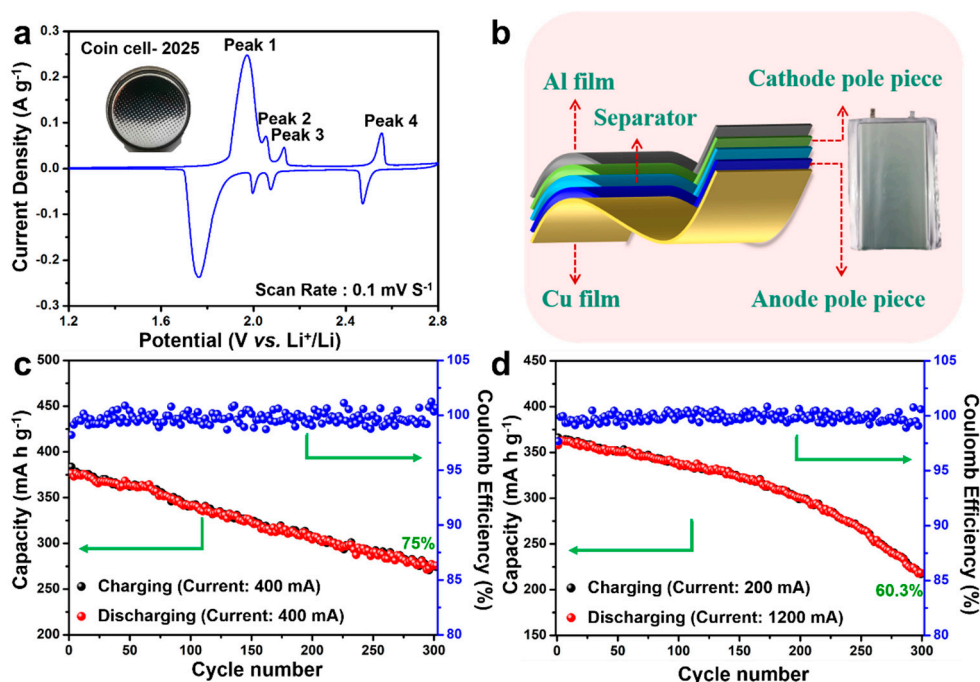 a
Coin cell- 2025
Peak 1
Peak 2
Peak 3
Peak 4
Scan Rate : 0.1 mV S⁻¹
0.3
0.2
0.1
0.0
-0.1
-0.2
-0.3
Current Density (A g⁻¹)
1.2 1.6 2.0 2.4 2.8
Potential (V vs. Li⁺/Li)
b
Al film
Separator
Cathode pole piece
Cu film
Anode pole piece
c
500
450
400
350
300
250
200
Capacity (mA h g⁻¹)
105
100
95
90
85
80
Coulomb Efficiency (%)
75%
Charging (Current: 400 mA)
Discharging (Current: 400 mA)
0 50 100 150 200 250 300
Cycle number
d
450
400
350
300
250
200
150
Capacity (mA h g⁻¹)
105
100
95
90
85
80
Coulomb Efficiency (%)
60.3%
Charging (Current: 200 mA)
Discharging (Current: 1200 mA)
0 50 100 150 200 250 300
Cycle number